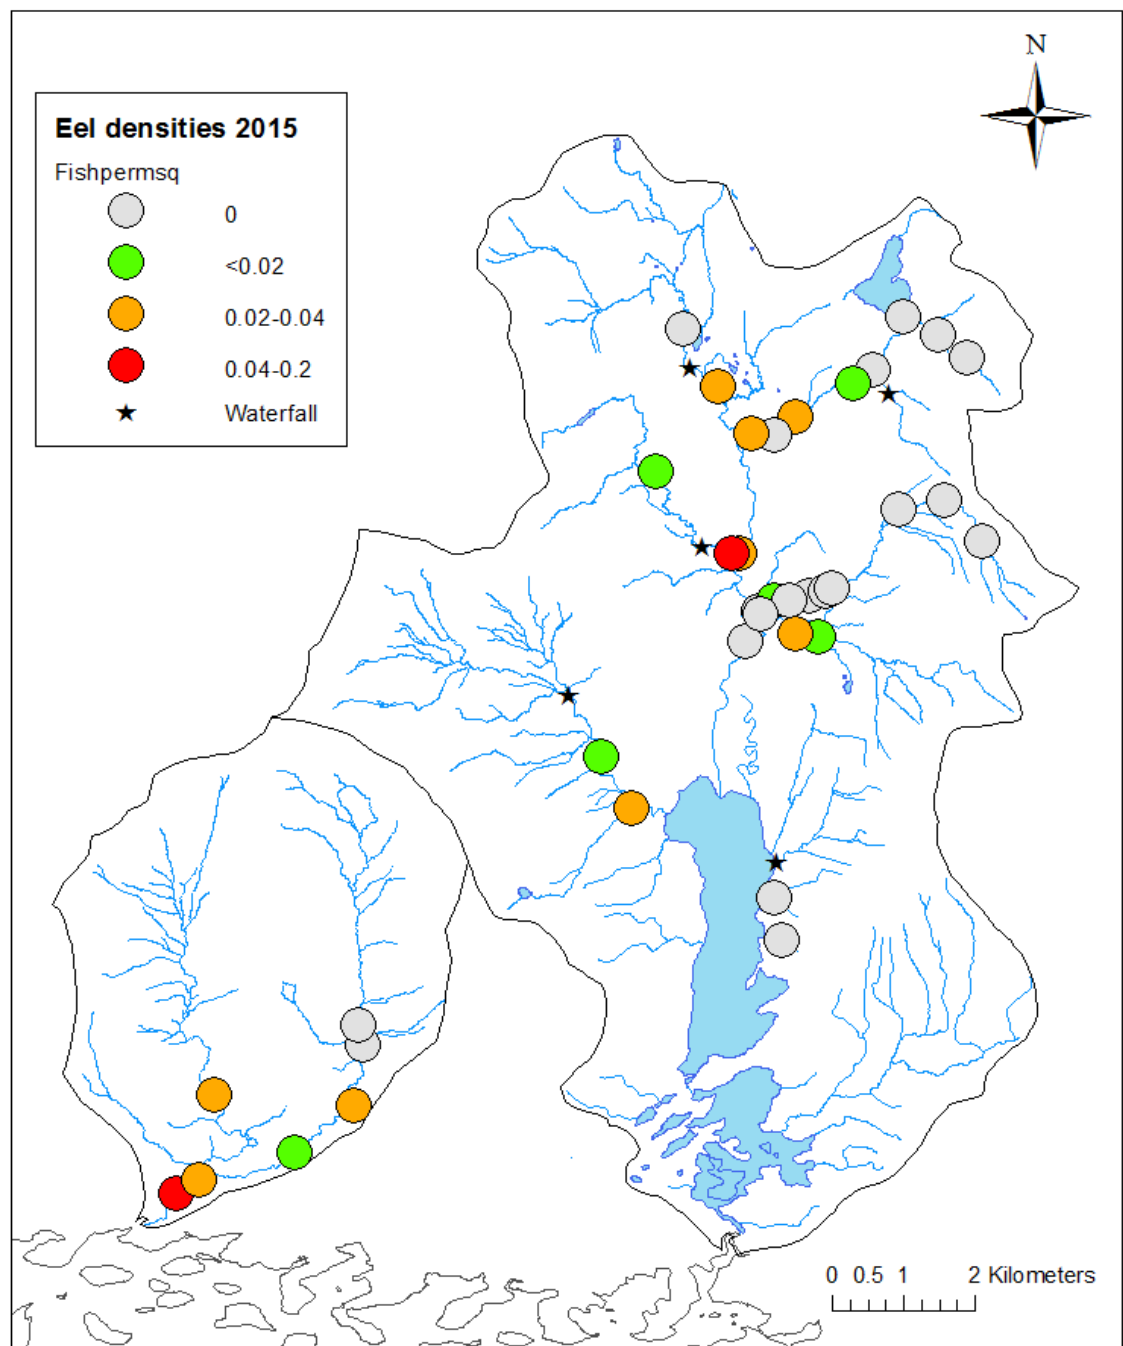 N
Eel densities 2015
Fishpermsq
0
<0.02
0.02-0.04
0.04-0.2
Waterfall
0 0.5 1 2 Kilometers